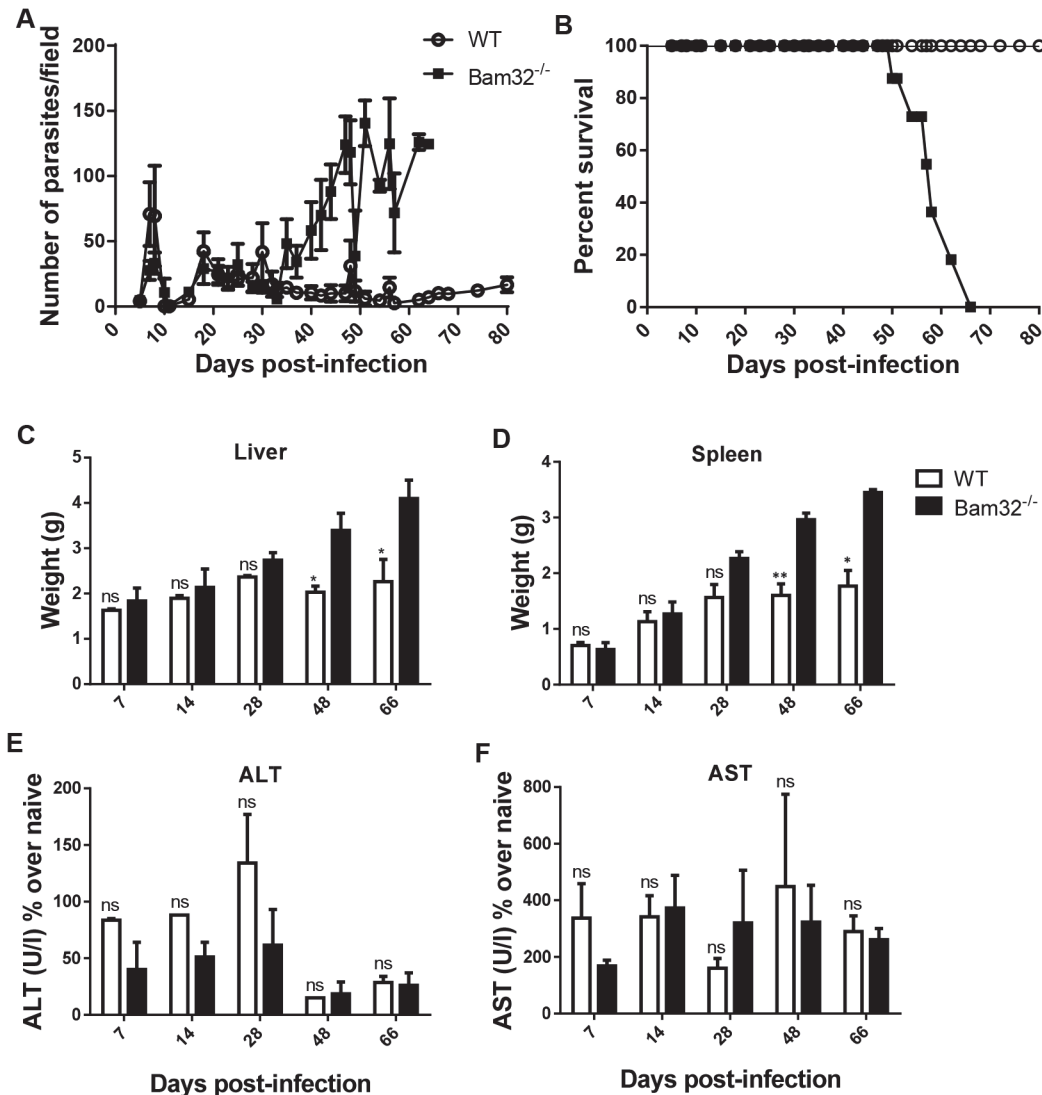 A
Number of parasites/field
200
150
100
50
0
0 10 20 30 40 50 60 70 80
Days post-infection
WT
Bam32-/-
B
Percent survival
100
80
60
40
20
0
0 10 20 30 40 50 60 70 80
Days post-infection
C
Liver
Weight (g)
5
4
3
2
1
0
ns ns ns * *
7 14 28 48 66
D
Spleen
Weight (g)
4
3
2
1
0
ns ns ns ** *
7 14 28 48 66
WT
Bam32-/-
E
ALT
ALT (U/l) % over naive
200
150
100
50
0
ns ns ns ns ns
7 14 28 48 66
Days post-infection
F
AST
AST (U/l) % over naive
800
600
400
200
0
ns ns ns ns ns
7 14 28 48 66
Days post-infection